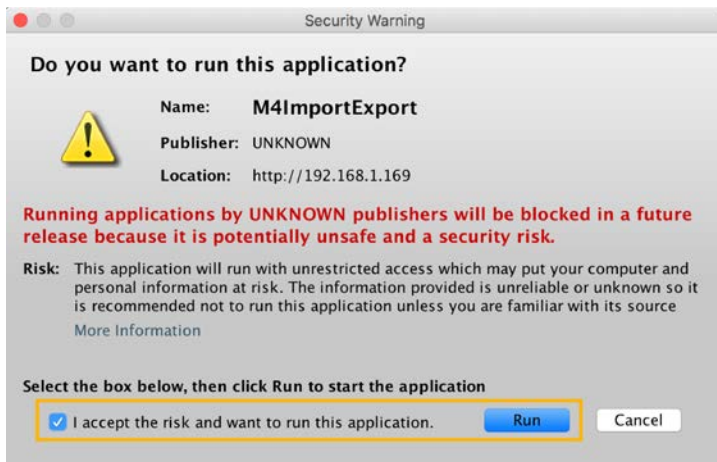 Security Warning
Do you want to run this application?
Name: M4ImportExport
Publisher: UNKNOWN
Location: http://192.168.1.169
Running applications by UNKNOWN publishers will be blocked in a future
release because it is potentially unsafe and a security risk.
Risk: This application will run with unrestricted access which may put your computer and
personal information at risk. The information provided is unreliable or unknown so it
is recommended not to run this application unless you are familiar with its source
More Information
Select the box below, then click Run to start the application
I accept the risk and want to run this application. Run Cancel